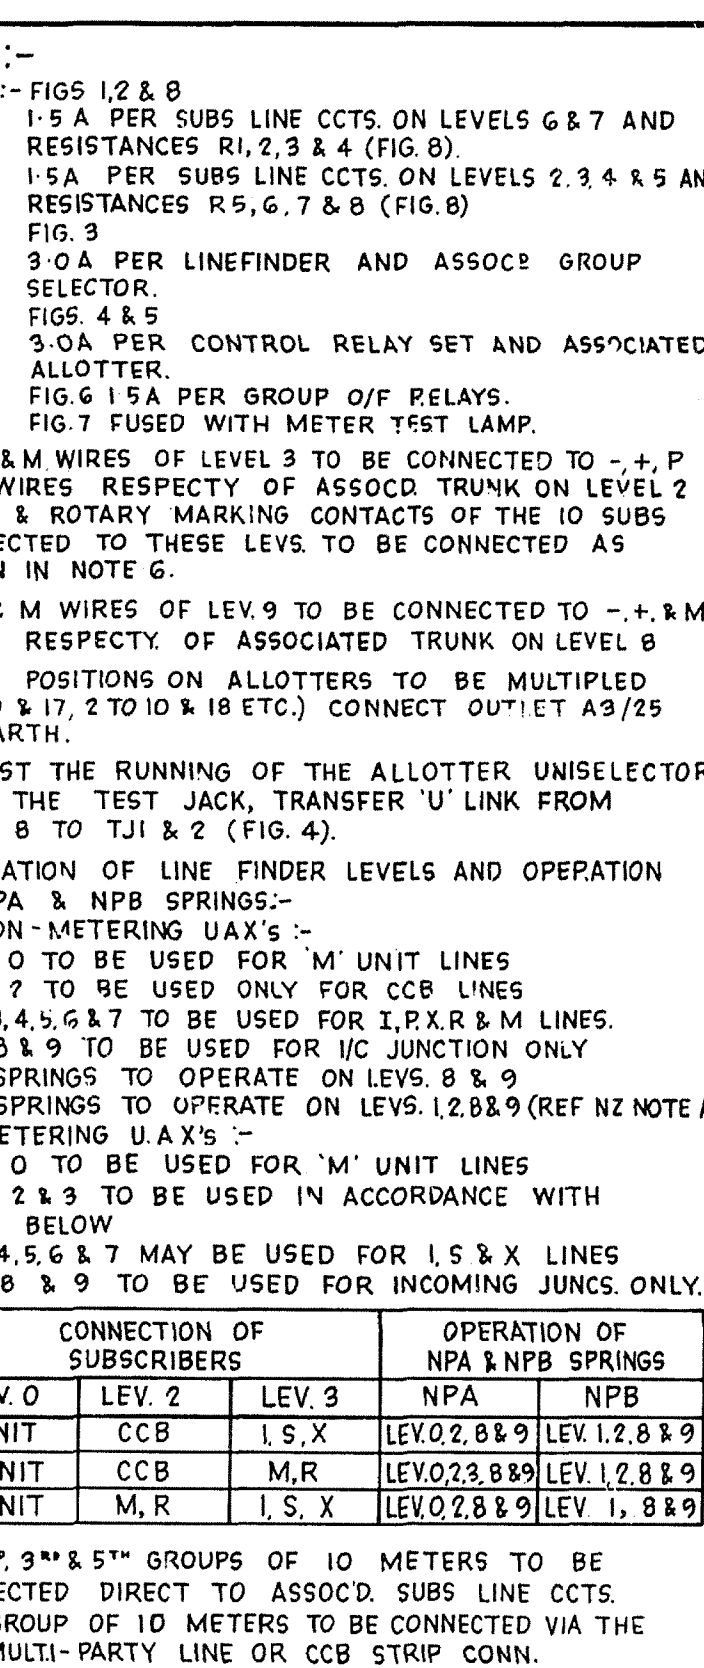 :-
:- FIGS 1,2 & 8
1·5 A PER SUBS LINE CCTS. ON LEVELS 6 & 7 AND
RESISTANCES R1, 2, 3 & 4 (FIG. 8).
1·5A PER SUBS LINE CCTS. ON LEVELS 2, 3, 4 & 5 AN
RESISTANCES R5, 6, 7 & 8 (FIG. 8)
FIG. 3
3·0 A PER LINEFINDER AND ASSOCD GROUP
SELECTOR.
FIGS. 4 & 5
3·0A PER CONTROL RELAY SET AND ASSOCIATED
ALLOTTER.
FIG. 6 1·5A PER GROUP O/F RELAYS.
FIG. 7 FUSED WITH METER TEST LAMP.
& M WIRES OF LEVEL 3 TO BE CONNECTED TO -, +, P
WIRES RESPECTY OF ASSOCD. TRUNK ON LEVEL 2
& ROTARY MARKING CONTACTS OF THE 10 SUBS
ECTED TO THESE LEVS. TO BE CONNECTED AS
N IN NOTE 6.
& M WIRES OF LEV. 9 TO BE CONNECTED TO -, +, & M
RESPECTY. OF ASSOCIATED TRUNK ON LEVEL 8
POSITIONS ON ALLOTTERS TO BE MULTIPLED
& 17, 2 TO 10 & 18 ETC.) CONNECT OUTLET A3/25
ARTH.
ST THE RUNNING OF THE ALLOTTER UNISELECTOR
THE TEST JACK, TRANSFER 'U' LINK FROM
8 TO TJ1 & 2 (FIG. 4).
ATION OF LINE FINDER LEVELS AND OPERATION
PA & NPB SPRINGS:-
ON-METERING UAX's :-
0 TO BE USED FOR 'M' UNIT LINES
2 TO BE USED ONLY FOR CCB LINES
3, 4, 5, 6 & 7 TO BE USED FOR I, P, X, R & M LINES.
8 & 9 TO BE USED FOR I/C JUNCTION ONLY
SPRINGS TO OPERATE ON LEVS. 8 & 9
SPRINGS TO OPERATE ON LEVS. 1, 2, 8 & 9 (REF NZ NOTE
ETERING U.A X's :-
0 TO BE USED FOR 'M' UNIT LINES
2 & 3 TO BE USED IN ACCORDANCE WITH
BELOW
4, 5, 6 & 7 MAY BE USED FOR I, S & X LINES
8 & 9 TO BE USED FOR INCOMING JUNCS. ONLY.
CONNECTION OF SUBSCRIBERS OPERATION OF NPA & NPB SPRINGS
V. 0 LEV. 2 LEV. 3 NPA NPB
NIT CCB I, S, X LEV. 0, 2, 8 & 9 LEV. 1, 2, 8 & 9
NIT CCB M, R LEV. 0, 2, 3, 8 & 9 LEV. 1, 2, 8 & 9
NIT M, R I, S, X LEV. 0, 2, 8 & 9 LEV. 1, 8 & 9
3RD & 5TH GROUPS OF 10 METERS TO BE
ECTED DIRECT TO ASSOC'D. SUBS LINE CCTS.
GROUP OF 10 METERS TO BE CONNECTED VIA THE
MULTI-PARTY LINE OR CCB STRIP CONN.